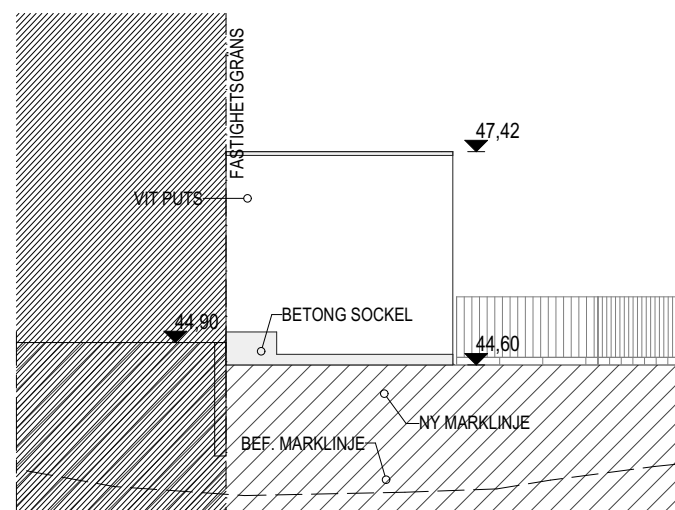 FASTIGHETSGRÄNS
47,42
VIT PUTS
44,90
BETONG SOCKEL
44,60
NY MARKLINJE
BEF. MARKLINJE